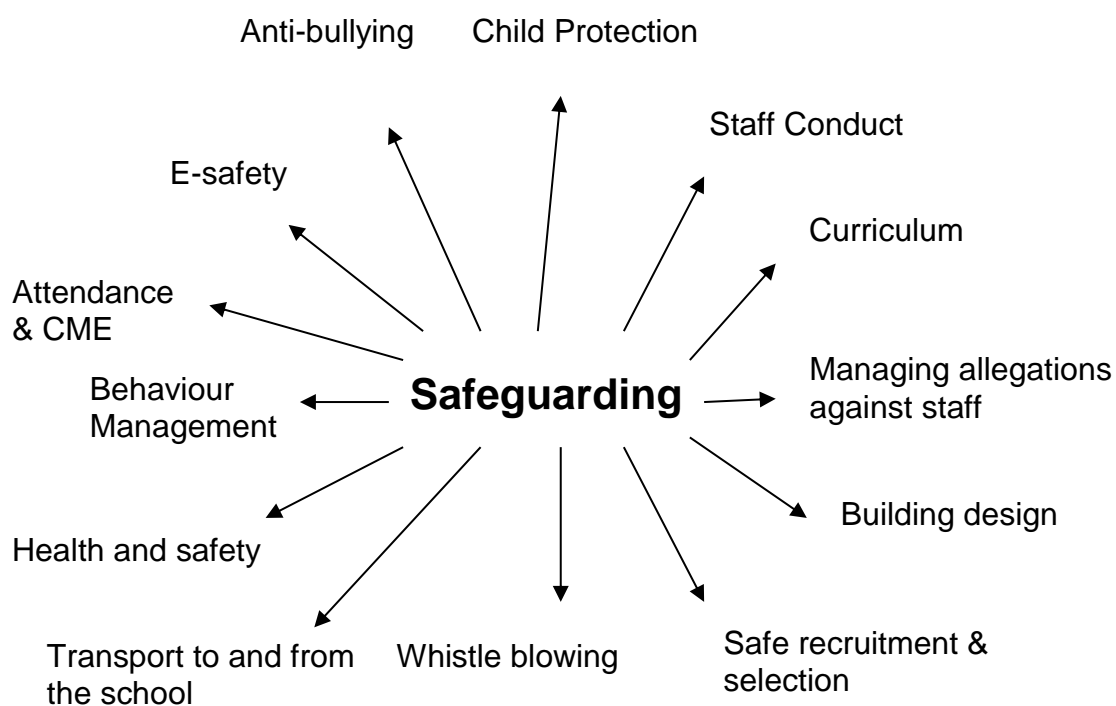 Anti-bullying
Child Protection
Staff Conduct
E-safety
Curriculum
Attendance
& CME
Managing allegations
against staff
Behaviour
Management
Safeguarding
Building design
Health and safety
Transport to and from
the school
Whistle blowing
Safe recruitment &
selection